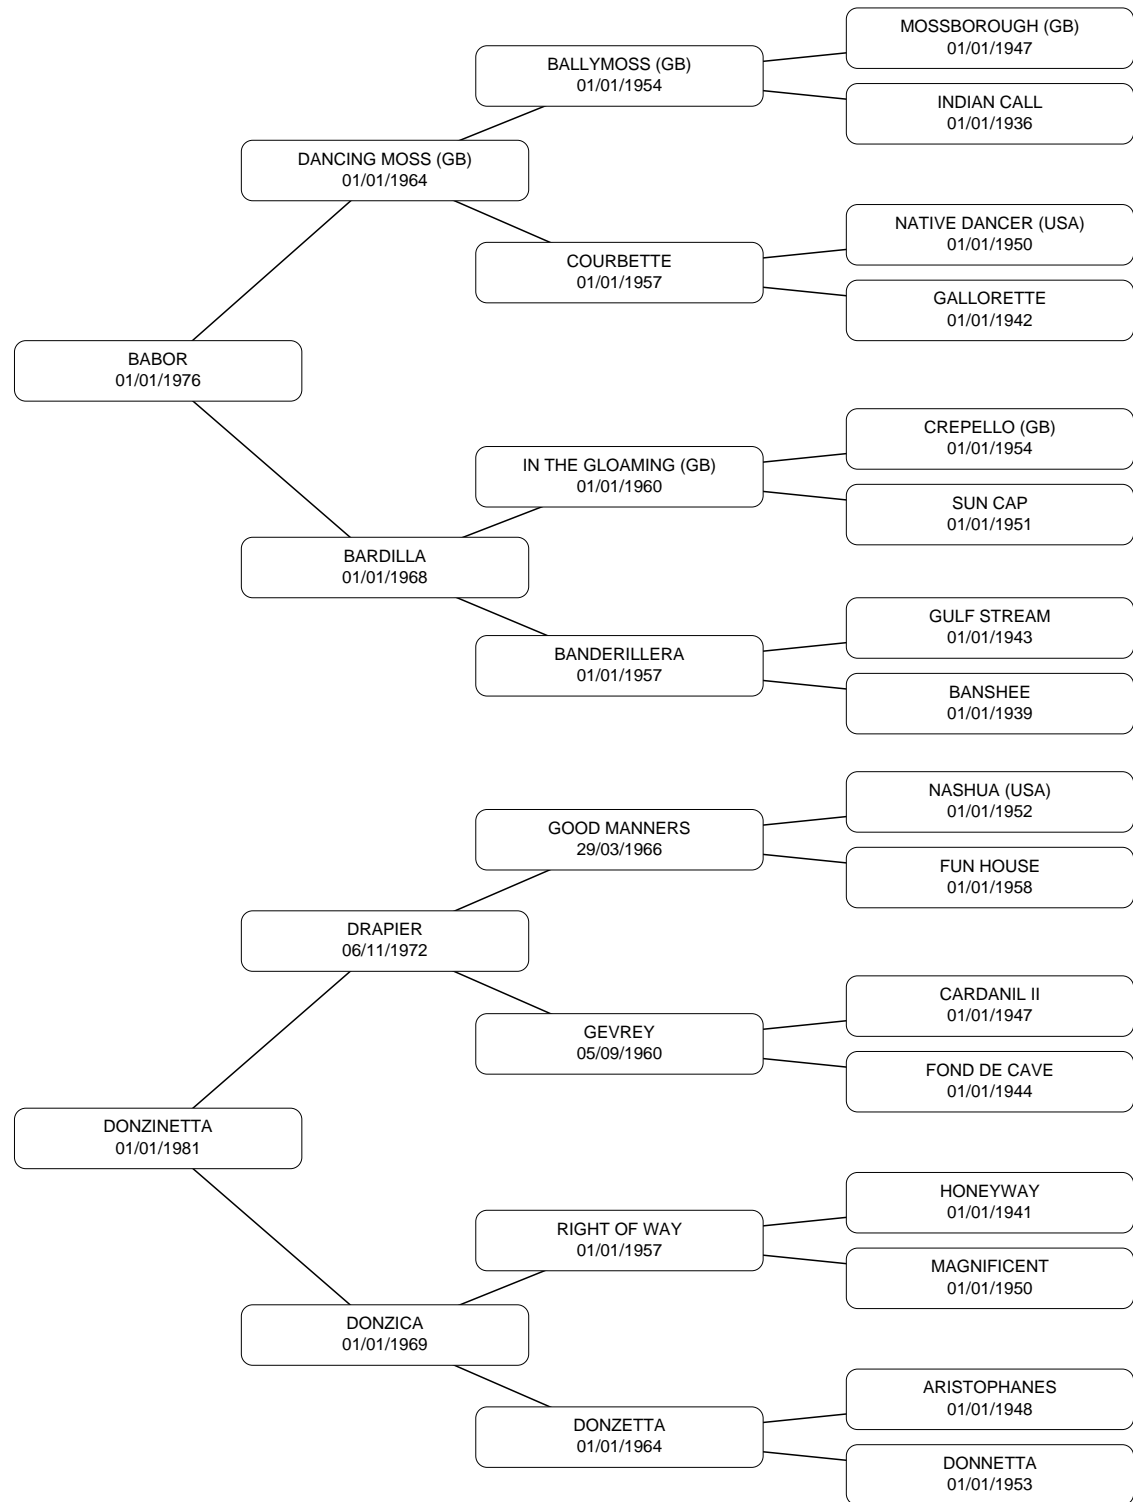 MOSSBOROUGH (GB)
01/01/1947
BALLYMOSS (GB)
01/01/1954
INDIAN CALL
01/01/1936
DANCING MOSS (GB)
01/01/1964
NATIVE DANCER (USA)
01/01/1950
COURBETTE
01/01/1957
GALLORETTE
01/01/1942
BABOR
01/01/1976
CREPELLO (GB)
01/01/1954
IN THE GLOAMING (GB)
01/01/1960
SUN CAP
01/01/1951
BARDILLA
01/01/1968
GULF STREAM
01/01/1943
BANDERILLERA
01/01/1957
BANSHEE
01/01/1939
NASHUA (USA)
01/01/1952
GOOD MANNERS
29/03/1966
FUN HOUSE
01/01/1958
DRAPIER
06/11/1972
CARDANIL II
01/01/1947
GEVREY
05/09/1960
FOND DE CAVE
01/01/1944
DONZINETTA
01/01/1981
HONEYWAY
01/01/1941
RIGHT OF WAY
01/01/1957
MAGNIFICENT
01/01/1950
DONZICA
01/01/1969
ARISTOPHANES
01/01/1948
DONZETTA
01/01/1964
DONNETTA
01/01/1953